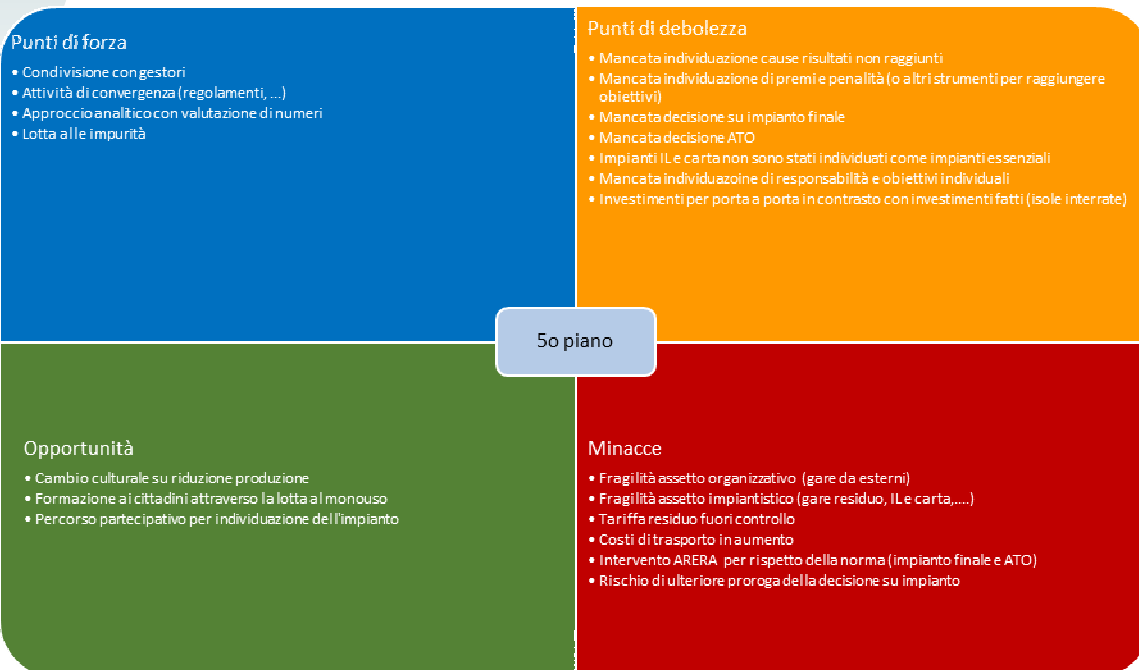 Punti di forza
• Condivisione con gestori
• Attività di convergenza (regolamenti, ...)
• Approccio analitico con valutazione di numeri
• Lotta alle impurità
Punti di debolezza
• Mancata individuazione cause risultati non raggiunti
• Mancata individuazione di premi e penalità (o altri strumenti per raggiungere
obiettivi)
• Mancata decisione su impianto finale
• Mancata decisione ATO
• Impianti IL e carta non sono stati individuati come impianti essenziali
• Mancata individuazoine di responsabilità e obiettivi individuali
• Investimenti per porta a porta in contrasto con investimenti fatti (isole interrate)
5o piano
Opportunità
• Cambio culturale su riduzione produzione
• Formazione ai cittadini attraverso la lotta al monouso
• Percorso partecipativo per individuazione dell'impianto
Minacce
• Fragilità assetto organizzativo (gare da esterni)
• Fragilità assetto impiantistico (gare residuo, IL e carta,....)
• Tariffa residuo fuori controllo
• Costi di trasporto in aumento
• Intervento ARERA per rispetto della norma (impianto finale e ATO)
• Rischio di ulteriore proroga della decisione su impianto